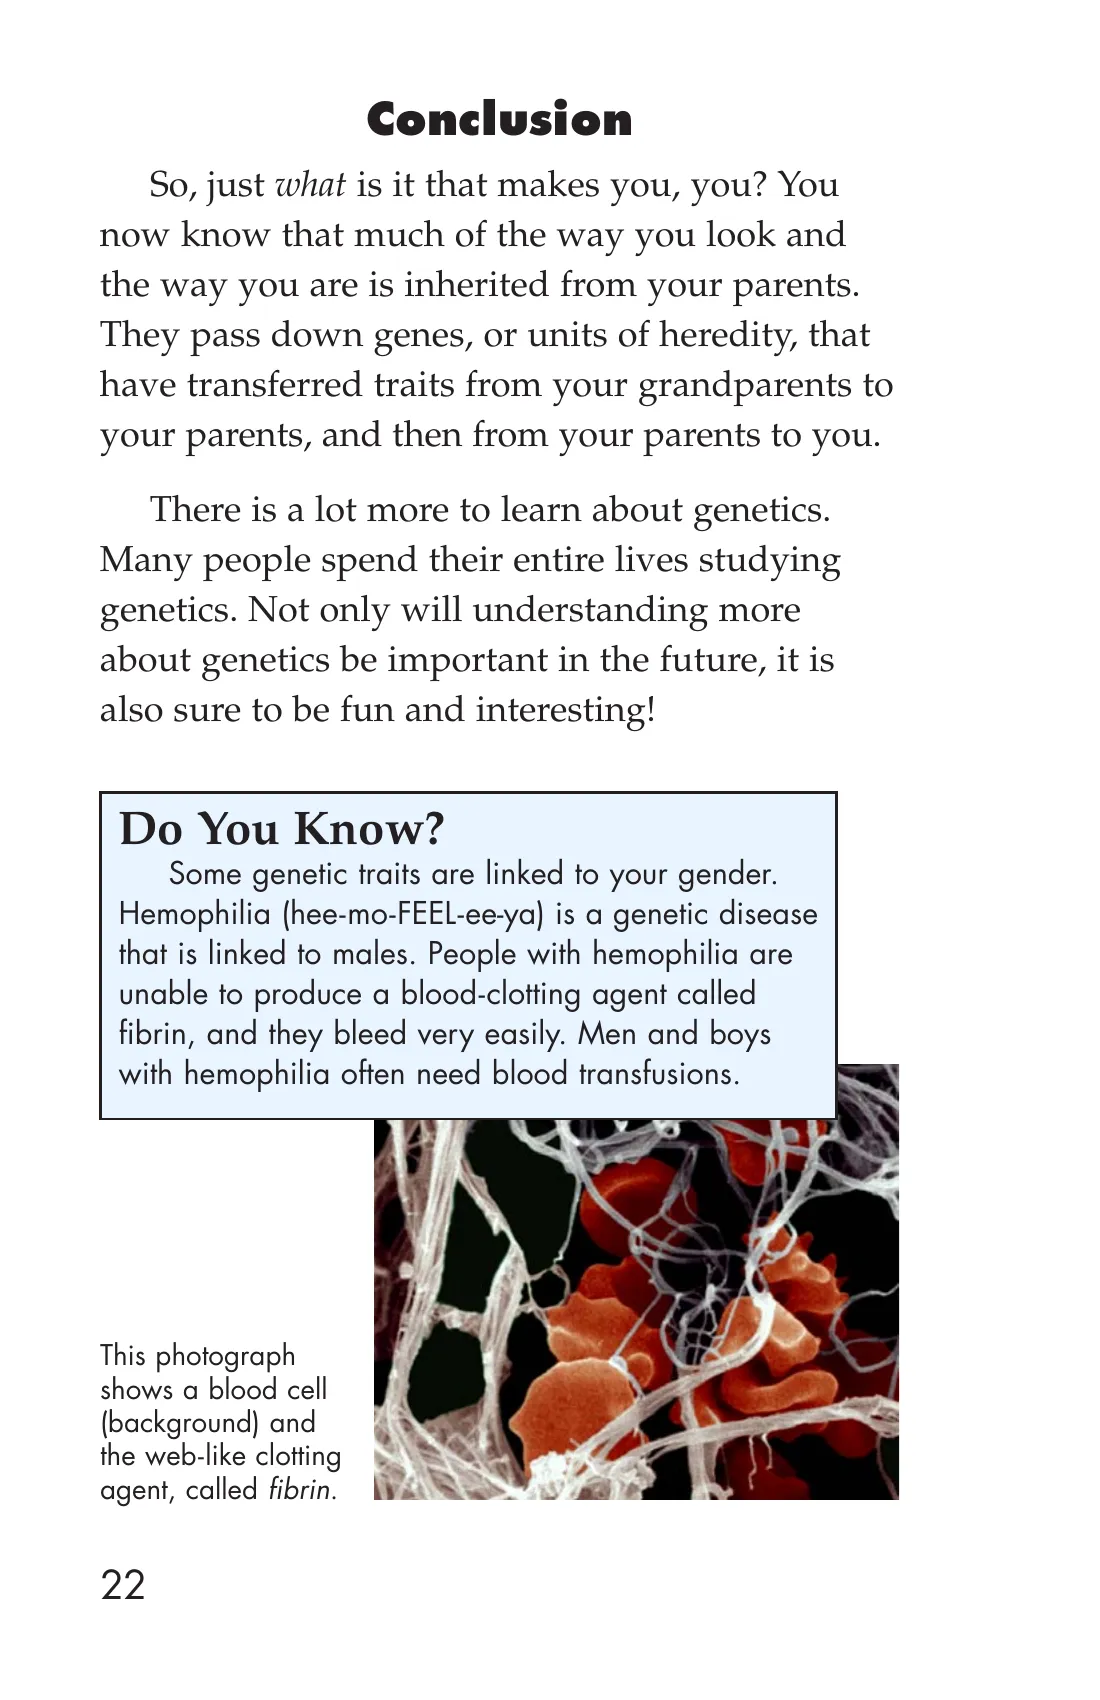 Conclusion
So, just what is it that makes you, you? You
now know that much of the way you look and
the way you are is inherited from your parents.
They pass down genes, or units of heredity, that
have transferred traits from your grandparents to
your parents, and then from your parents to you.
There is a lot more to learn about genetics.
Many people spend their entire lives studying
genetics. Not only will understanding more
about genetics be important in the future, it is
also sure to be fun and interesting!
Do You Know?
Some genetic traits are linked to your gender.
Hemophilia (hee-mo-FEEL-ee-ya) is a genetic disease
that is linked to males. People with hemophilia are
unable to produce a blood-clotting agent called
fibrin, and they bleed very easily. Men and boys
with hemophilia often need blood transfusions.
This photograph
shows a blood cell
(background) and
the web-like clotting
agent, called fibrin.
22